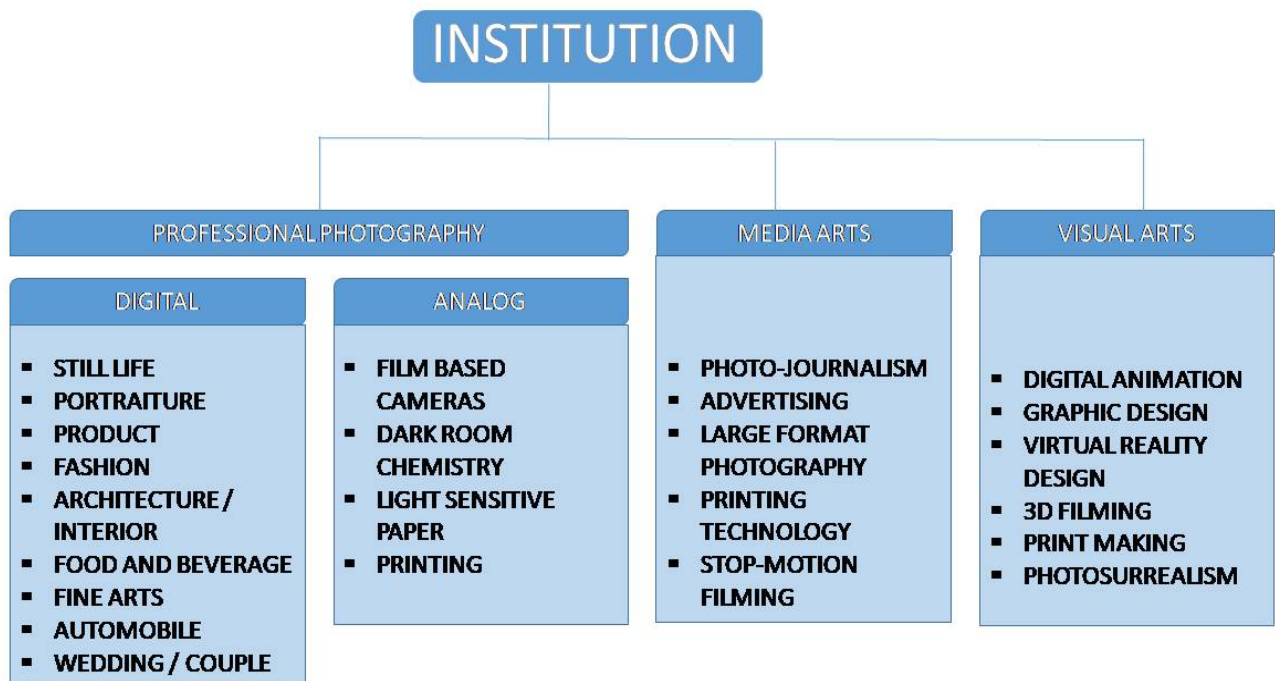 INSTITUTION
PROFESSIONAL PHOTOGRAPHY
MEDIA ARTS
VISUAL ARTS
DIGITAL
ANALOG
▪ STILL LIFE
▪ PORTRAITURE
▪ PRODUCT
▪ FASHION
▪ ARCHITECTURE /
INTERIOR
▪ FOOD AND BEVERAGE
▪ FINE ARTS
▪ AUTOMOBILE
▪ WEDDING / COUPLE
▪ FILM BASED
CAMERAS
▪ DARK ROOM
CHEMISTRY
▪ LIGHT SENSITIVE
PAPER
▪ PRINTING
▪ PHOTO-JOURNALISM
▪ ADVERTISING
▪ LARGE FORMAT
PHOTOGRAPHY
▪ PRINTING
TECHNOLOGY
▪ STOP-MOTION
FILMING
▪ DIGITAL ANIMATION
▪ GRAPHIC DESIGN
▪ VIRTUAL REALITY
DESIGN
▪ 3D FILMING
▪ PRINT MAKING
▪ PHOTOSURREALISM